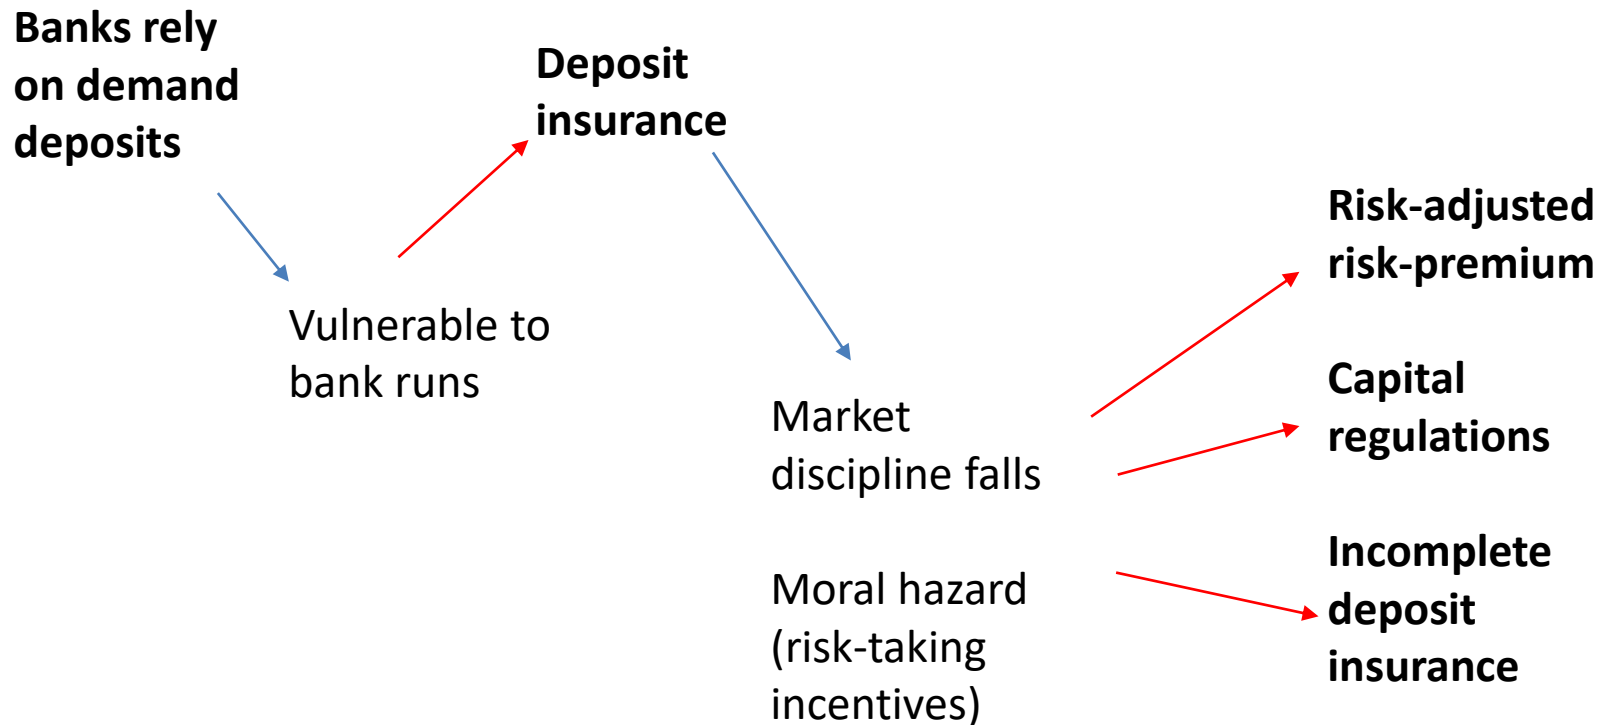 Banks rely
on demand
deposits
Deposit
insurance
Vulnerable to
bank runs
Market
discipline falls
Moral hazard
(risk-taking
incentives)
Risk-adjusted
risk-premium
Capital
regulations
Incomplete
deposit
insurance